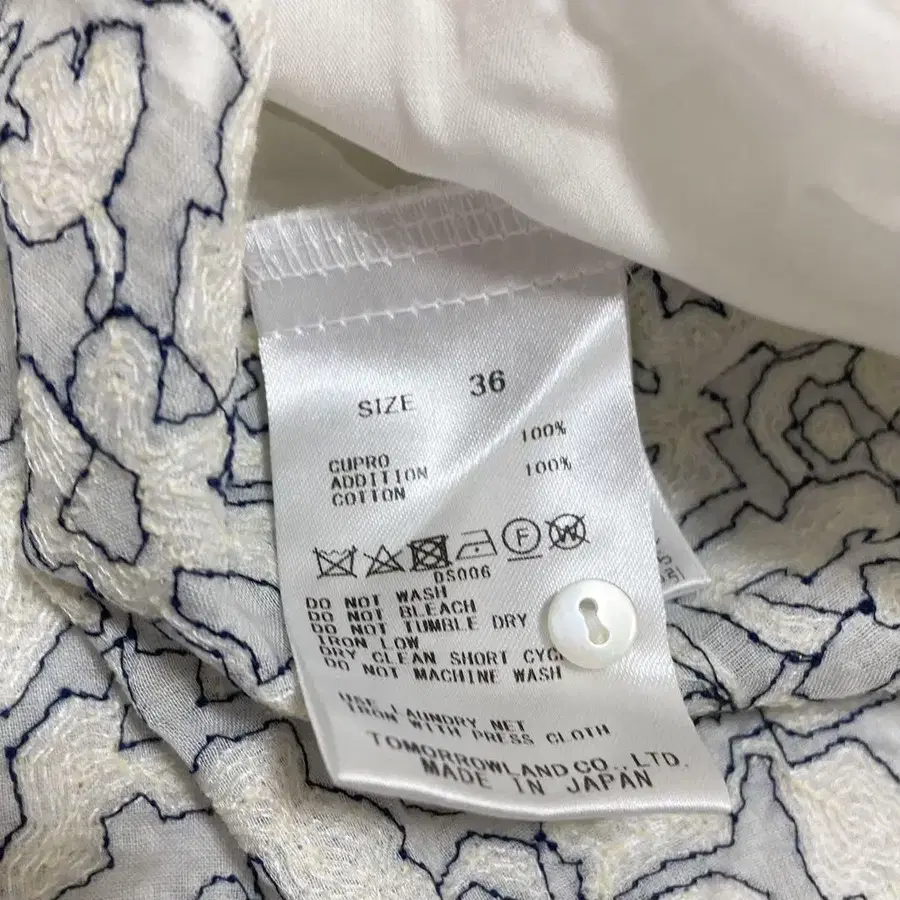 SIZE 36
100%
CUPRO
ADDITION 100%
COTTON
F W
DS006
DO NOT WASH
DO NOT BLEACH
DO NOT TUMBLE DRY
IRON LOW
DRY CLEAN SHORT CYC
DO NOT MACHINE WASH
USE LAUNDRY NET
IRON WITH PRESS CLOTH
TOMORROWLAND CO., LTD.
MADE IN JAPAN